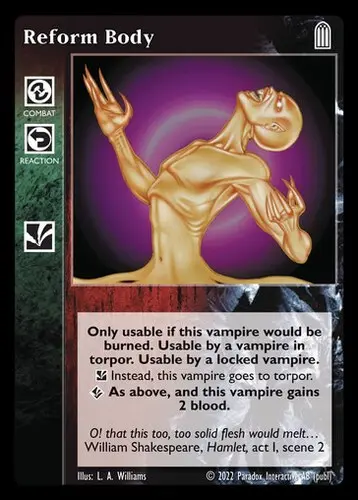 Reform Body
COMBAT
REACTION
Only usable if this vampire would be
burned. Usable by a vampire in
torpor. Usable by a locked vampire.
Instead, this vampire goes to torpor.
As above, and this vampire gains
2 blood.
O! that this too, too solid flesh would melt...
William Shakespeare, Hamlet, act I, scene 2
Illus: L. A. Williams
© 2022 Paradox Interactive AB (publ)